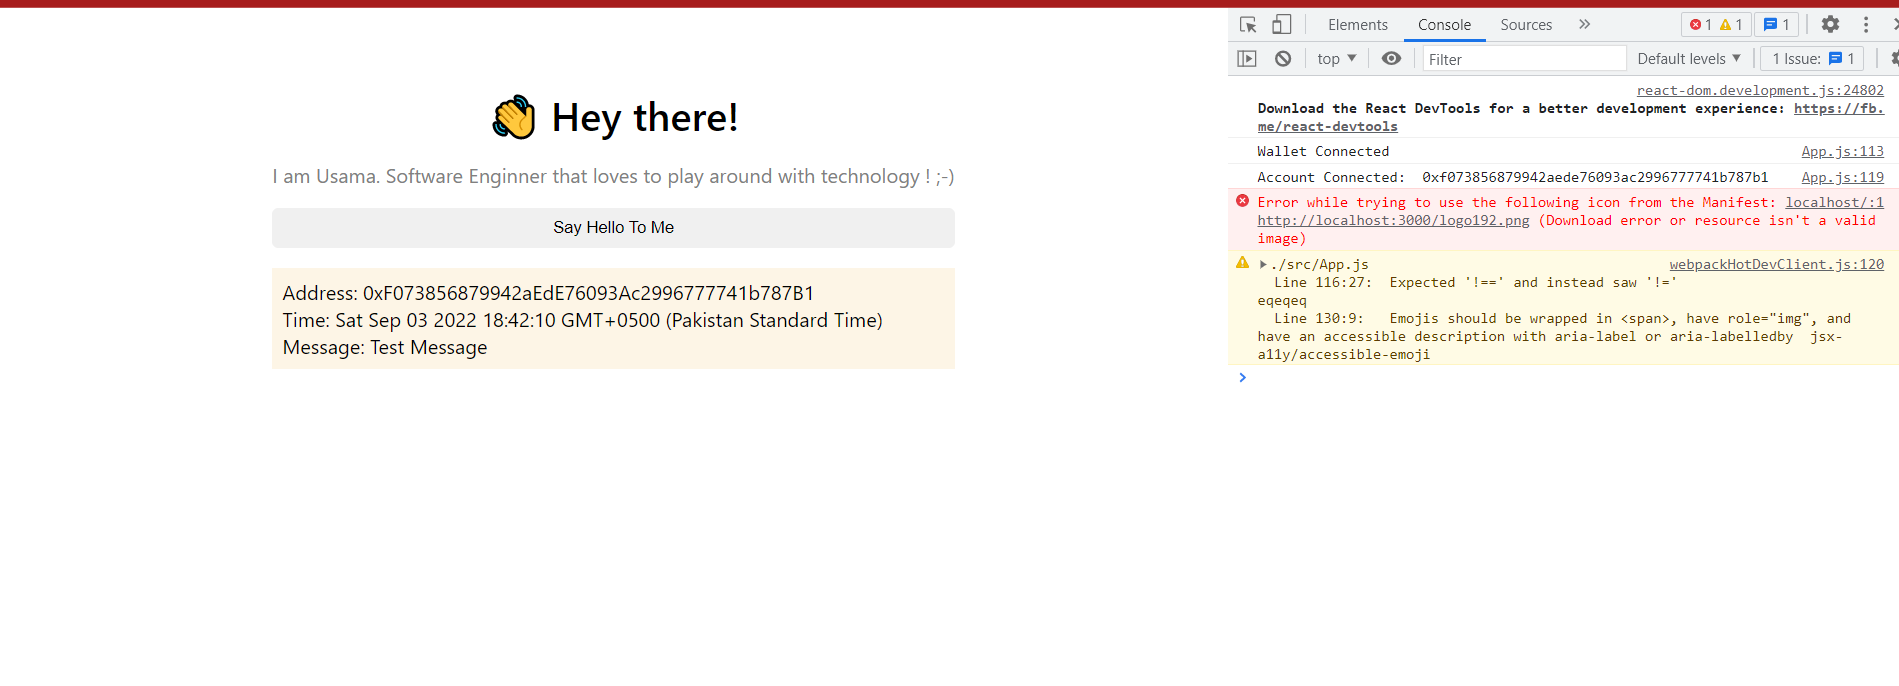 Hey there!
I am Usama. Software Enginner that loves to play around with technology ! ;-)
Say Hello To Me
Address: 0xF073856879942aEdE76093Ac2996777741b787B1
Time: Sat Sep 03 2022 18:42:10 GMT+0500 (Pakistan Standard Time)
Message: Test Message
Elements Console Sources 1 1 1
top Filter Default levels 1 Issue: 1
react-dom.development.js:24802
Download the React DevTools for a better development experience: https://fb.
me/react-devtools
Wallet Connected App.js:113
Account Connected: 0xf073856879942aede76093ac2996777741b787b1 App.js:119
Error while trying to use the following icon from the Manifest: localhost/:1
http://localhost:3000/logo192.png (Download error or resource isn't a valid
image)
./src/App.js webpackHotDevClient.js:120
Line 116:27: Expected '!==' and instead saw '!='
eqeqeq
Line 130:9: Emojis should be wrapped in <span>, have role="img", and
have an accessible description with aria-label or aria-labelledby jsx-
a11y/accessible-emoji